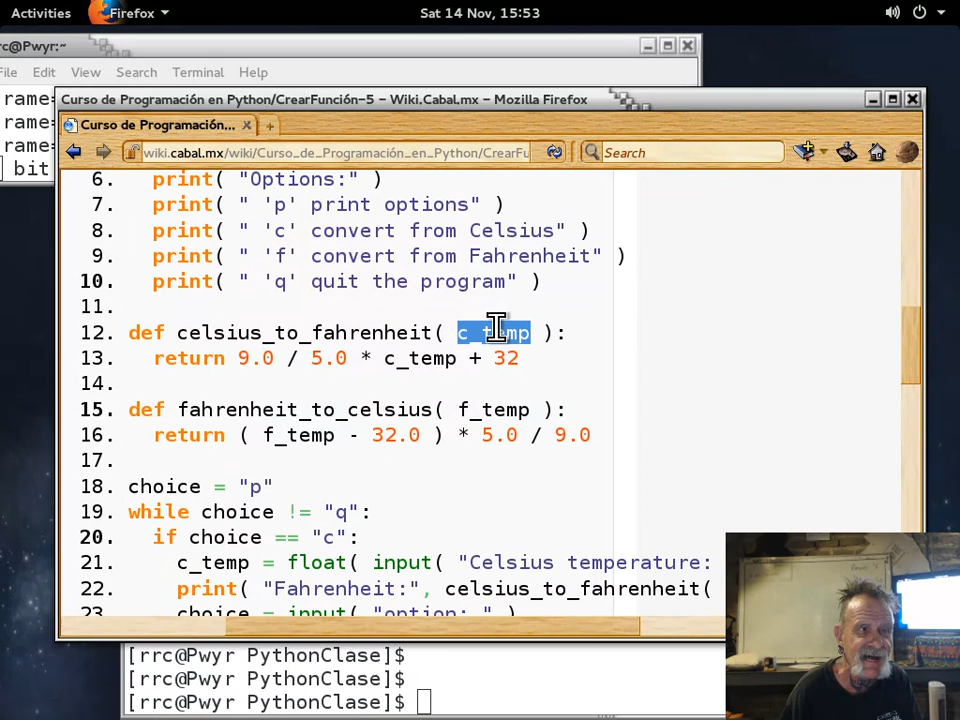 Activities Firefox Sat 14 Nov, 15:53
rc@Pwyr:~
File Edit View Search Terminal Help
rame=
rame=
rame=
bit
Curso de Programación en Python/CrearFunción-5 – Wiki.Cabal.mx – Mozilla Firefox
Curso de Programación...
wiki.cabal.mx/wiki/Curso_de_Programación_en_Python/CrearFu Search
6. print( "Options:" )
7. print( " 'p' print options" )
8. print( " 'c' convert from Celsius" )
9. print( " 'f' convert from Fahrenheit" )
10. print( " 'q' quit the program" )
11.
12. def celsius_to_fahrenheit( c_temp ):
13. return 9.0 / 5.0 * c_temp + 32
14.
15. def fahrenheit_to_celsius( f_temp ):
16. return ( f_temp - 32.0 ) * 5.0 / 9.0
17.
18. choice = "p"
19. while choice != "q":
20. if choice == "c":
21. c_temp = float( input( "Celsius temperature:
22. print( "Fahrenheit:", celsius_to_fahrenheit(
23. choice = input( "option: " )
[rrc@Pwyr PythonClase]$
[rrc@Pwyr PythonClase]$
[rrc@Pwyr PythonClase]$